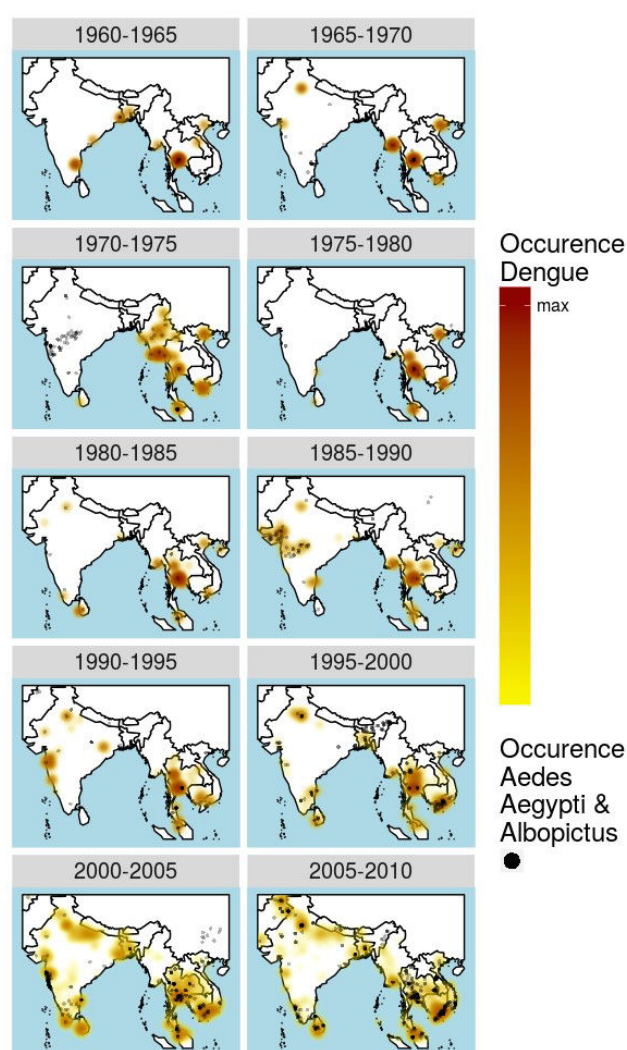 1960-1965
1965-1970
1970-1975
1975-1980
Occurence
Dengue
max
1980-1985
1985-1990
1990-1995
1995-2000
Occurence
Aedes
Aegypti &
Albopictus
2000-2005
2005-2010